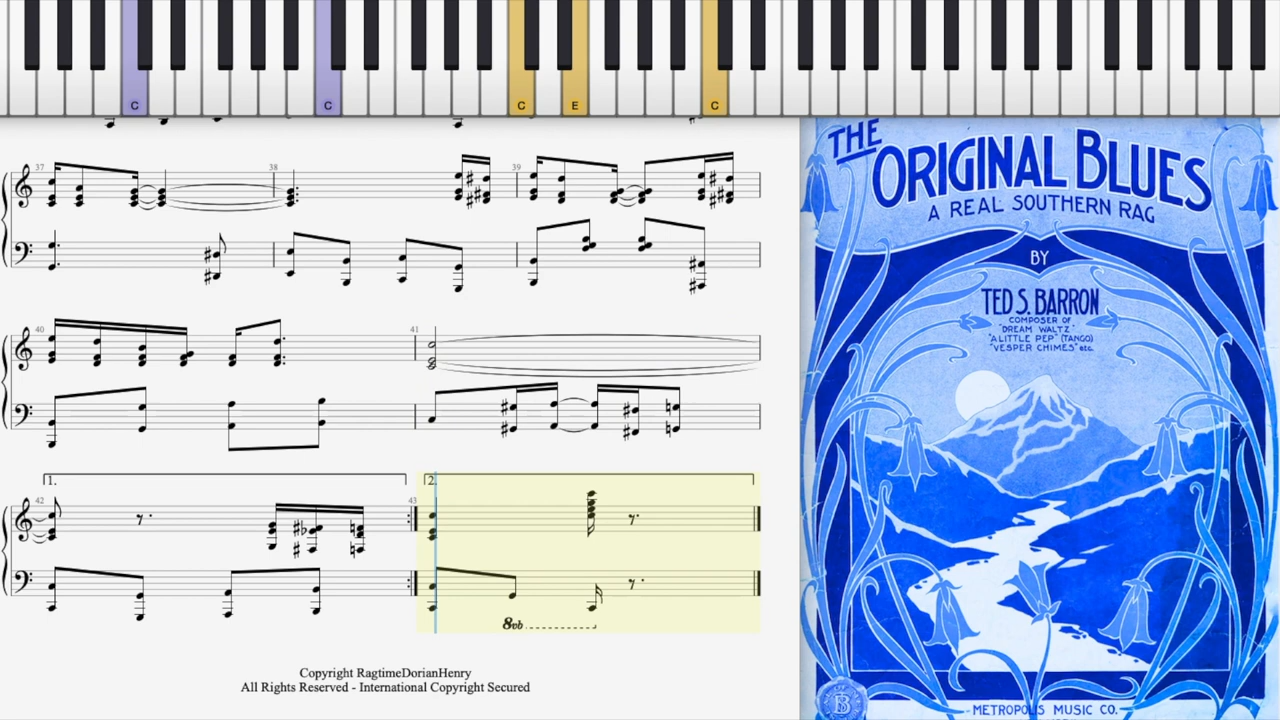 C
C
C
E
C
37
38
39
40
41
1.
42
43
2.
8vb
Copyright RagtimeDorianHenry
All Rights Reserved - International Copyright Secured
THE
ORIGINAL BLUES
A REAL SOUTHERN RAG
BY
TED S. BARRON
COMPOSER OF
"DREAM WALTZ"
"A LITTLE PEP" (TANGO)
"VESPER CHIMES" etc.
B
METROPOLIS MUSIC CO.